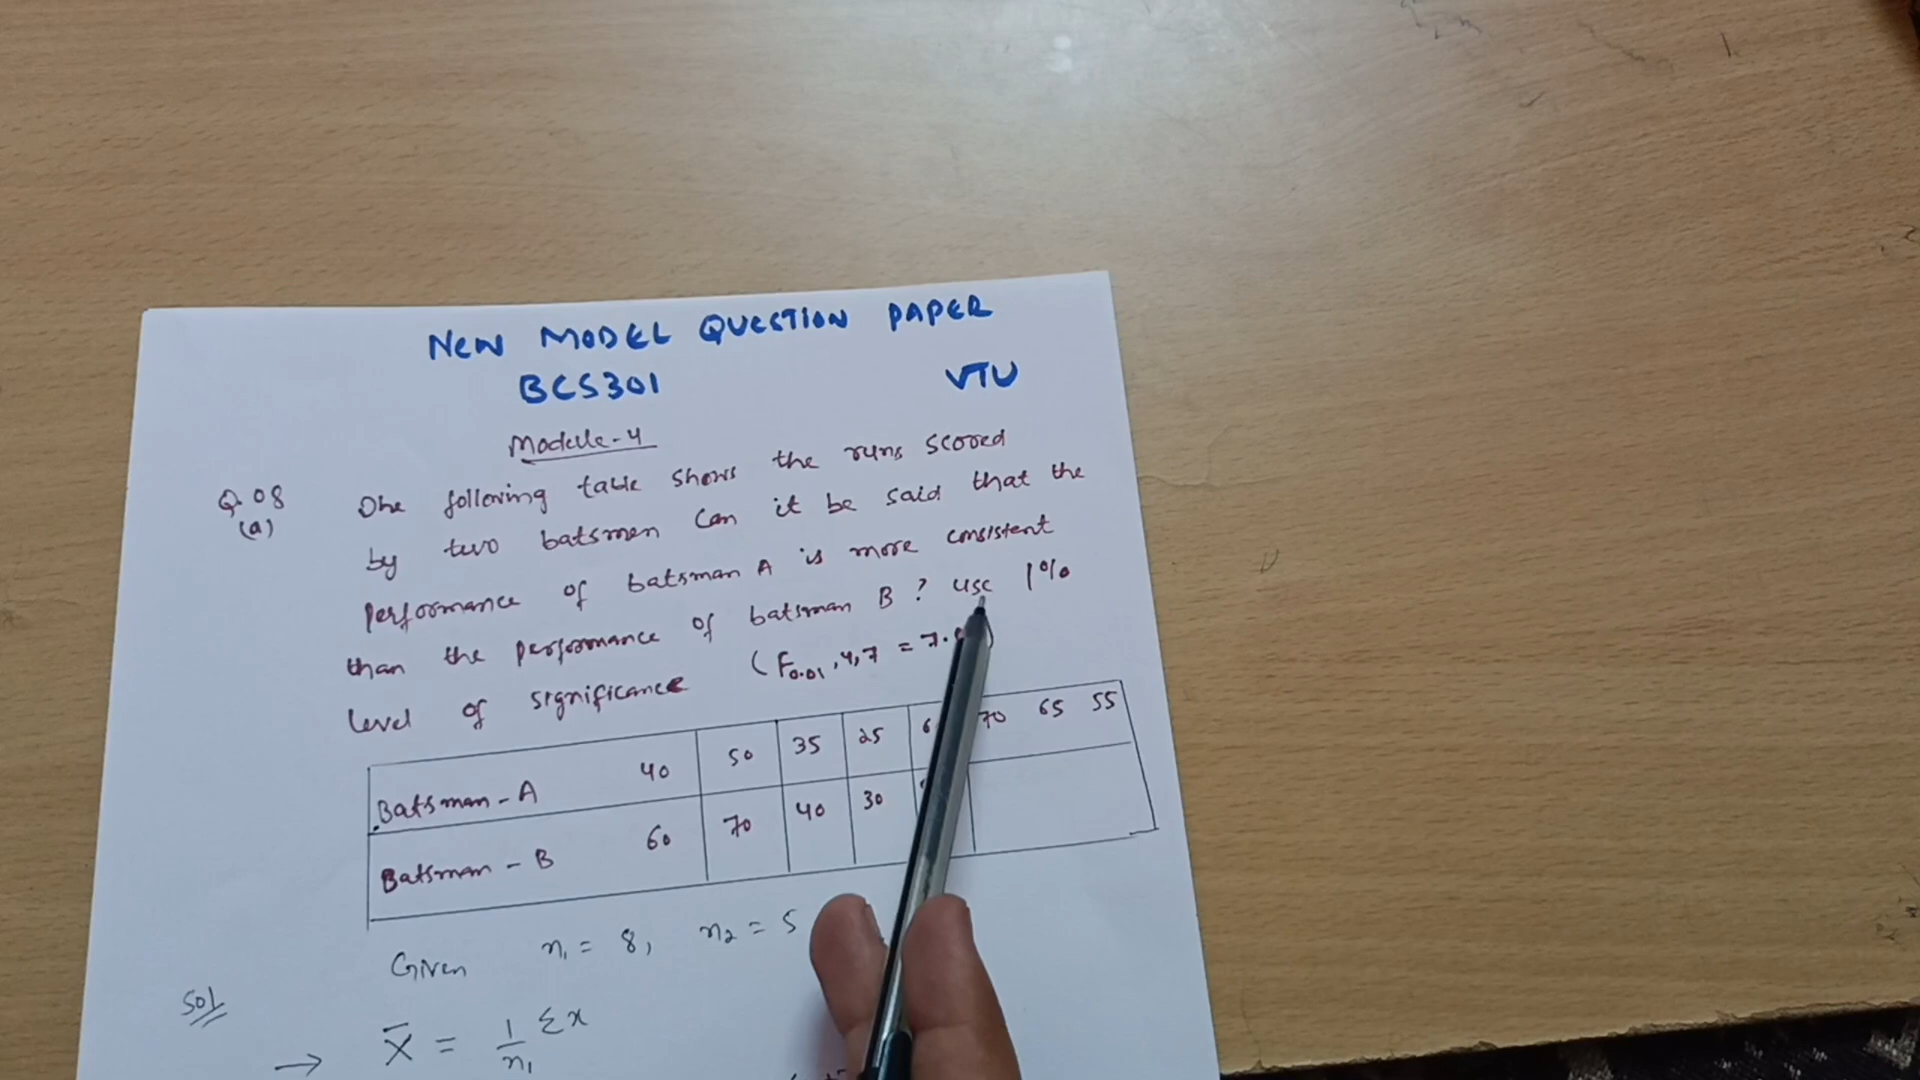 NEW MODEL QUESTION PAPER
BCS301 VTU
Module-4
Q.08 The following table shows the runs scored
(a) by two batsmen Can it be said that the
performance of batsman A is more consistent
than the performance of batsman B? use 1%
level of significance (F0.01,4,7 = 7.
Batsman - A 40 50 35 25 6 70 65 55
Batsman - B 60 70 40 30
Sol Given n₁ = 8, n₂ = 5
→ X̄ = 1/n₁ Σx